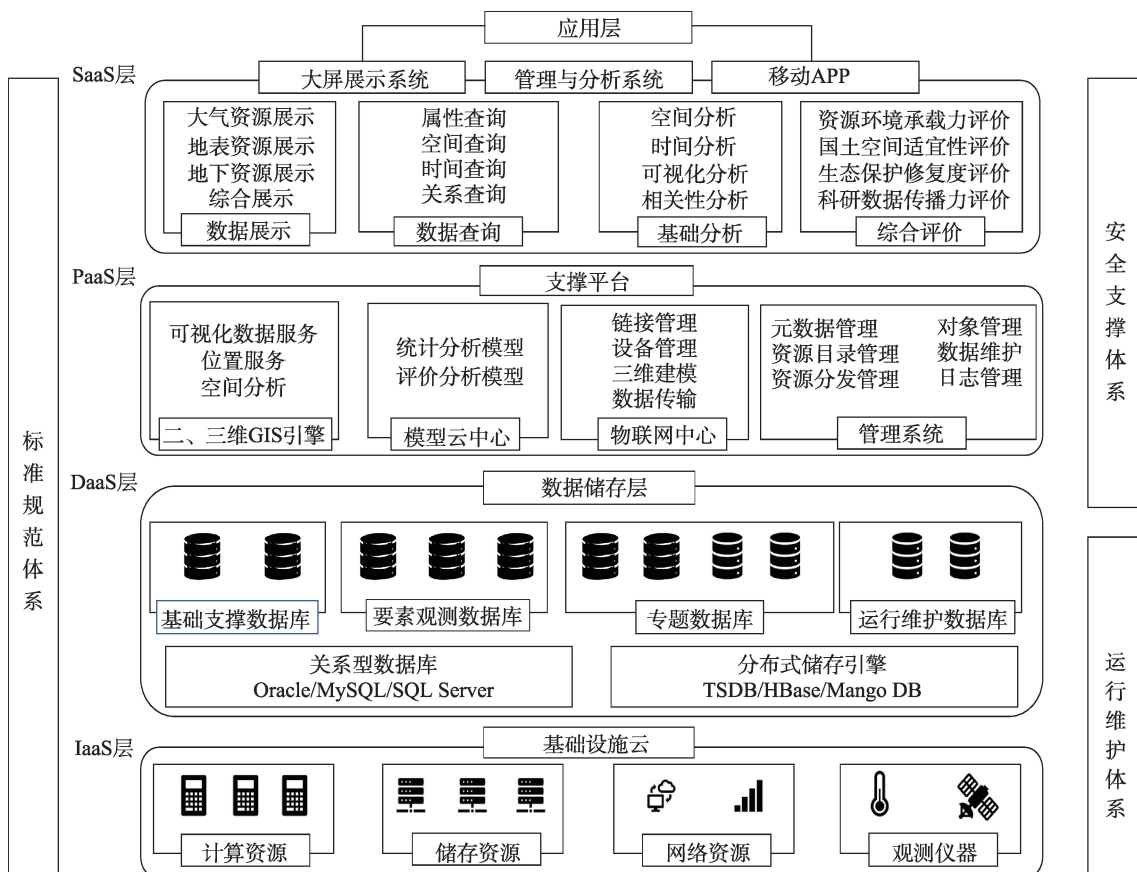 应用层
SaaS层
大屏展示系统
管理与分析系统
移动APP
大气资源展示
地表资源展示
地下资源展示
综合展示
数据展示
属性查询
空间查询
时间查询
关系查询
数据查询
空间分析
时间分析
可视化分析
相关性分析
基础分析
资源环境承载力评价
国土空间适宜性评价
生态保护修复度评价
科研数据传播力评价
综合评价
PaaS层
支撑平台
可视化数据服务
位置服务
空间分析
二、三维GIS引擎
统计分析模型
评价分析模型
模型云中心
链接管理
设备管理
三维建模
数据传输
物联网中心
元数据管理
资源目录管理
资源分发管理
对象管理
数据维护
日志管理
管理系统
DaaS层
数据储存层
基础支撑数据库
要素观测数据库
专题数据库
运行维护数据库
关系型数据库
Oracle/MySQL/SQL Server
分布式储存引擎
TSDB/HBase/Mango DB
IaaS层
基础设施云
计算资源
储存资源
网络资源
观测仪器
标准规范体系
安全支撑体系
运行维护体系